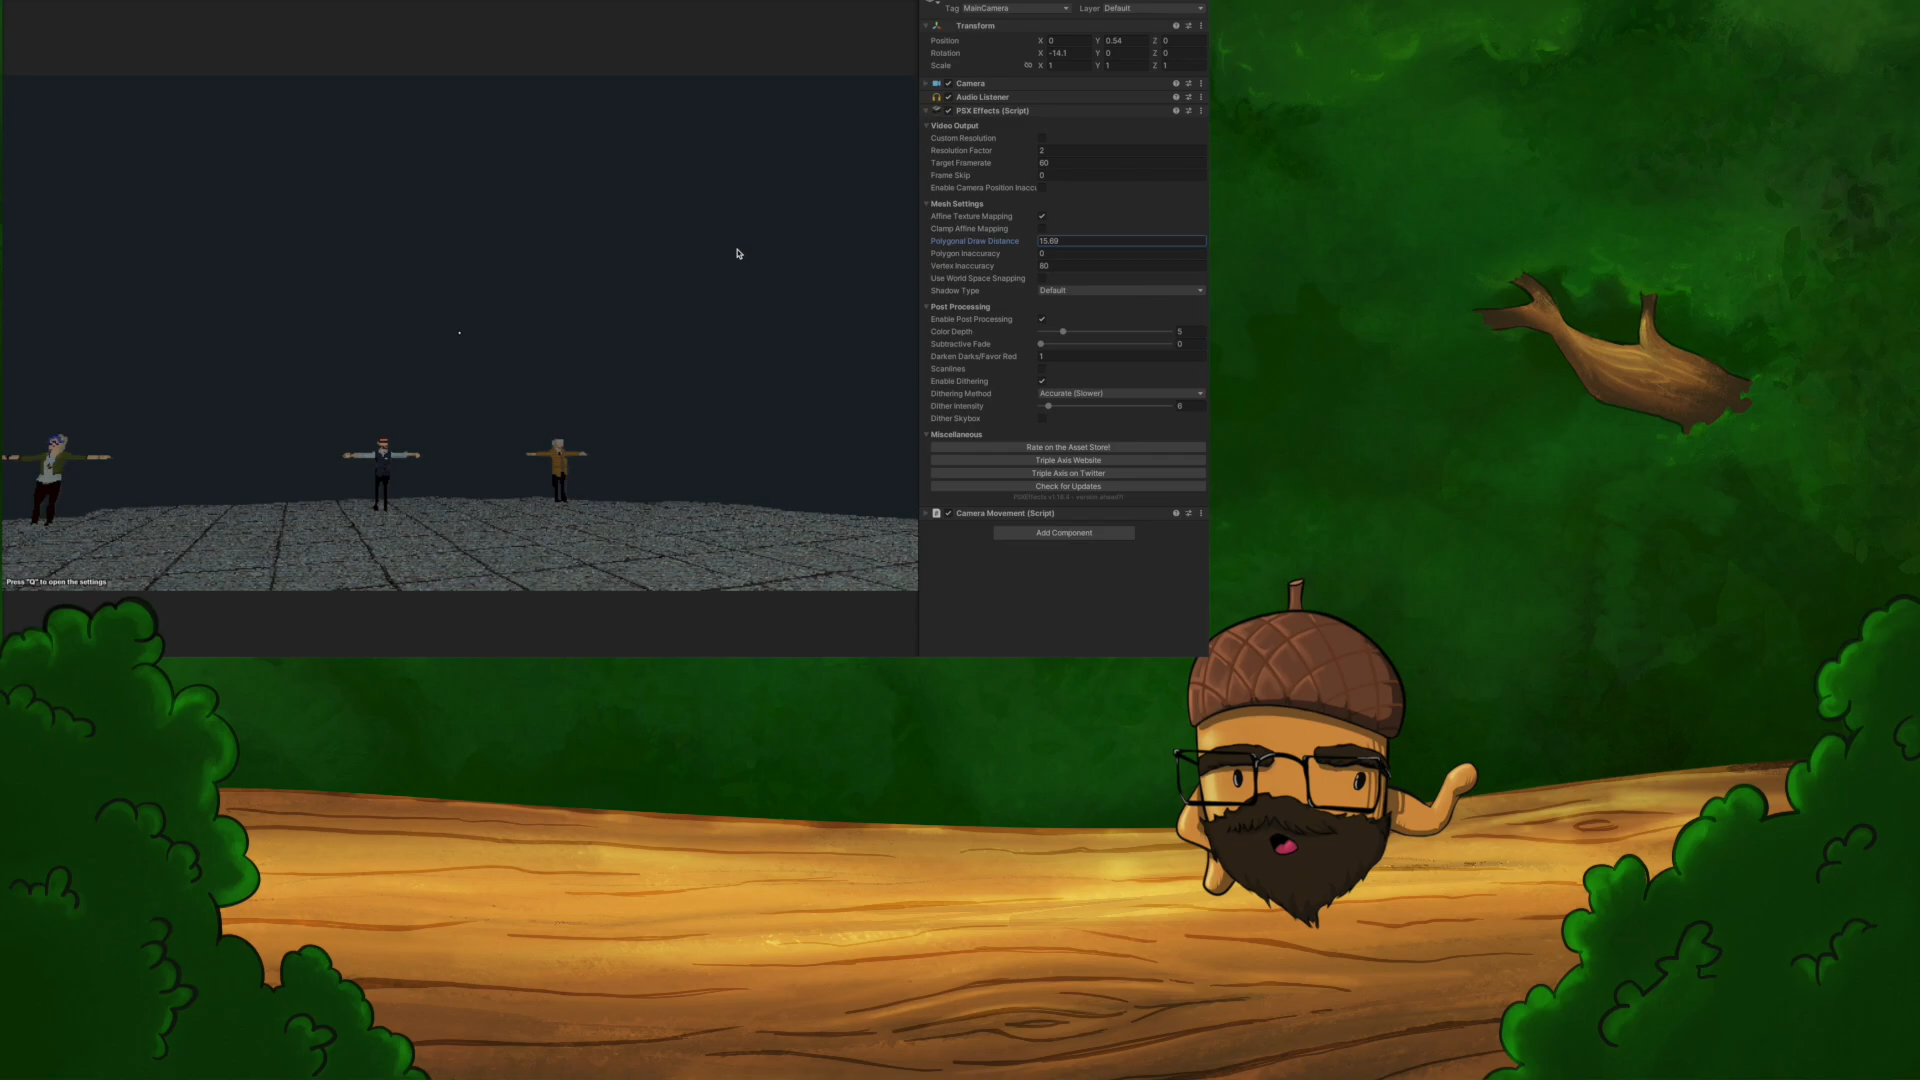 Tag MainCamera Layer Default
Transform
Position X 0 Y 0.54 Z 0
Rotation X -14.1 Y 0 Z 0
Scale X 1 Y 1 Z 1
Camera
Audio Listener
PSX Effects (Script)
Video Output
Custom Resolution
Resolution Factor 2
Target Framerate 60
Frame Skip 0
Enable Camera Position Inaccu
Mesh Settings
Affine Texture Mapping
Clamp Affine Mapping
Polygonal Draw Distance 15.69
Polygon Inaccuracy 0
Vertex Inaccuracy 80
Use World Space Snapping
Shadow Type Default
Post Processing
Enable Post Processing
Color Depth 5
Subtractive Fade 0
Darken Darks/Favor Red 1
Scanlines
Enable Dithering
Dithering Method Accurate (Slower)
Dither Intensity 6
Dither Skybox
Miscellaneous
Rate on the Asset Store!
Triple Axis Website
Triple Axis on Twitter
Check for Updates
Camera Movement (Script)
Add Component
Press "Q" to open the settings